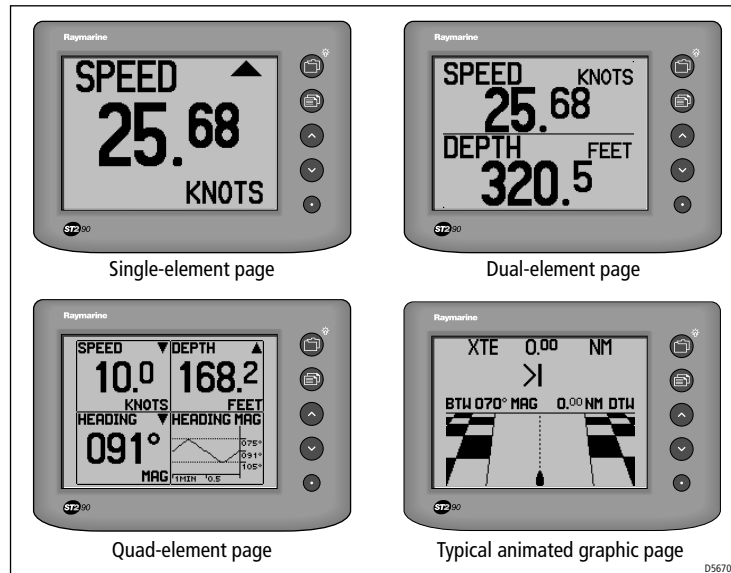 Raymarine
SPEED
25.68
KNOTS
ST290
Single-element page
Raymarine
SPEED KNOTS
25.68
DEPTH FEET
320.5
ST290
Dual-element page
Raymarine
SPEED DEPTH
10.0 168.2
KNOTS FEET
HEADING HEADING MAG
091° MAG
075°
091°
105°
1MIN 0.5
ST290
Quad-element page
Raymarine
XTE 0.00 NM
BTW 070° MAG 0.00 NM DTW
ST290
Typical animated graphic page
D5670